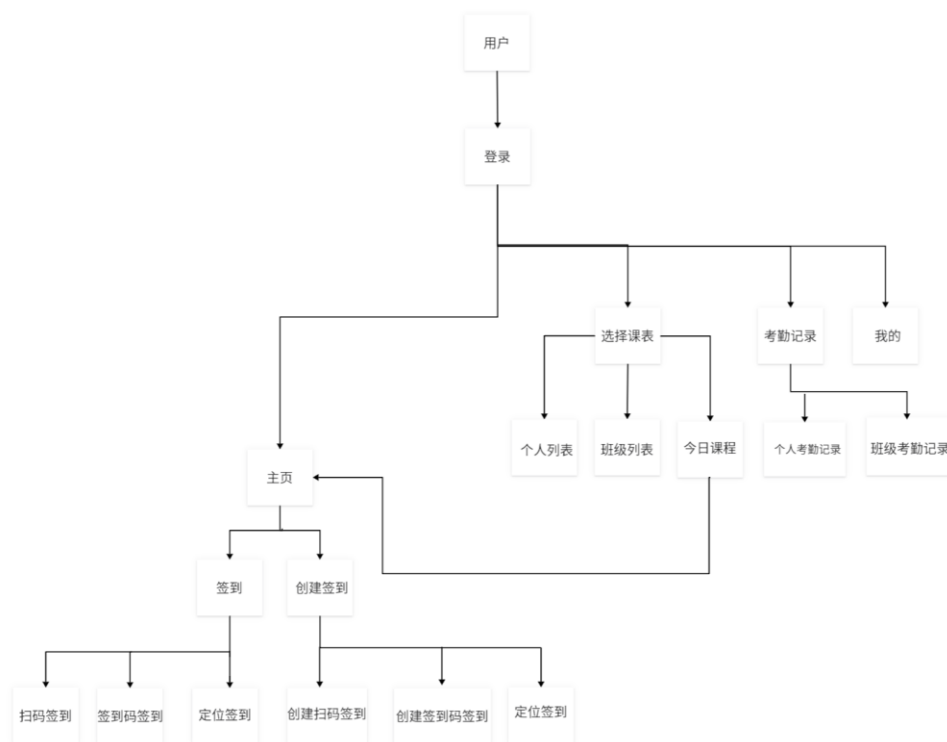 用户
登录
选择课表
考勤记录
我的
个人列表
班级列表
今日课程
个人考勤记录
班级考勤记录
主页
签到
创建签到
扫码签到
签到码签到
定位签到
创建扫码签到
创建签到码签到
定位签到